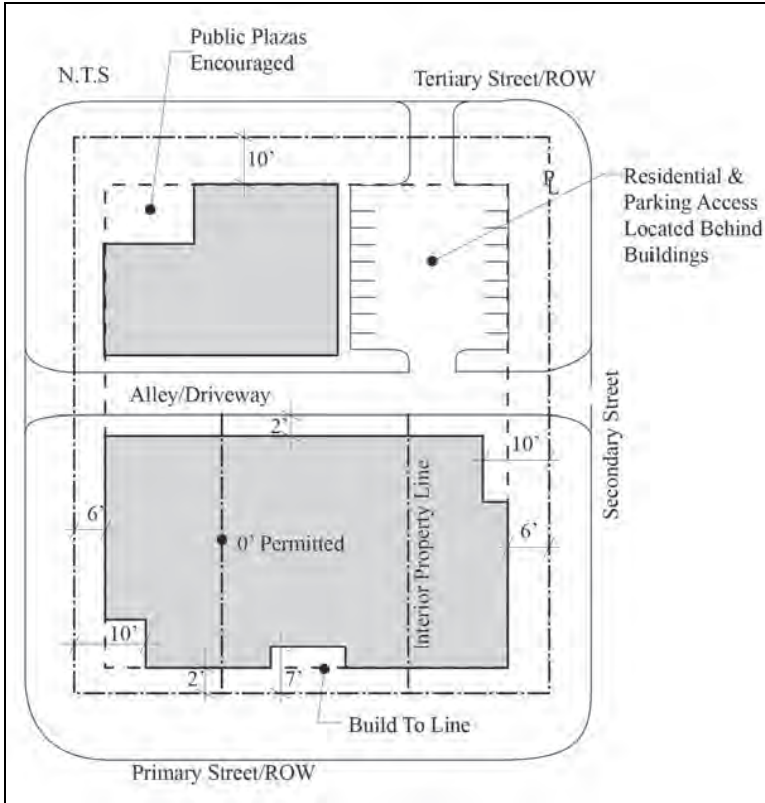 Public Plazas
Encouraged
N.T.S
Tertiary Street/ROW
10’
PL
Residential &
Parking Access
Located Behind
Buildings
Alley/Driveway
2’
10’
Secondary Street
6’
0’ Permitted
Interior Property Line
6’
10’
2’
7’
Build To Line
Primary Street/ROW